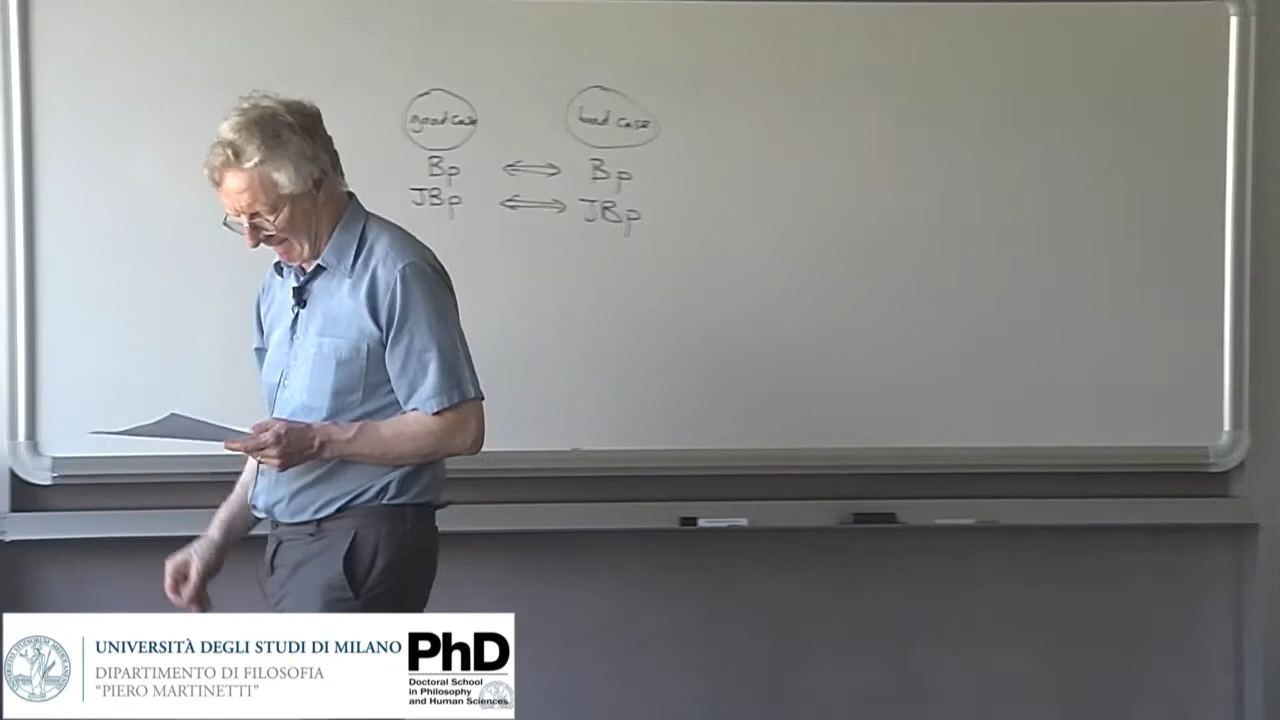 good case bad case
Bp ⟺ Bp
JBp ⟺ JBp
UNIVERSITÀ DEGLI STUDI DI MILANO
DIPARTIMENTO DI FILOSOFIA
"PIERO MARTINETTI"
PhD
Doctoral School
in Philosophy
and Human Sciences